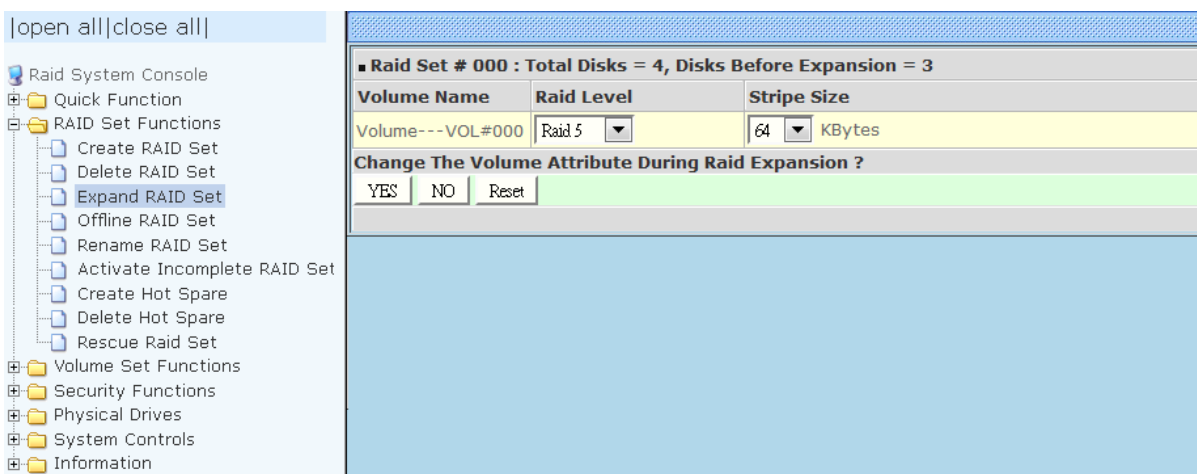 |open all|close all|
Raid System Console
Quick Function
RAID Set Functions
Create RAID Set
Delete RAID Set
Expand RAID Set
Offline RAID Set
Rename RAID Set
Activate Incomplete RAID Set
Create Hot Spare
Delete Hot Spare
Rescue Raid Set
Volume Set Functions
Security Functions
Physical Drives
System Controls
Information
Raid Set # 000 : Total Disks = 4, Disks Before Expansion = 3
Volume Name Raid Level Stripe Size
Volume---VOL#000 Raid 5 64 KBytes
Change The Volume Attribute During Raid Expansion ?
YES NO Reset